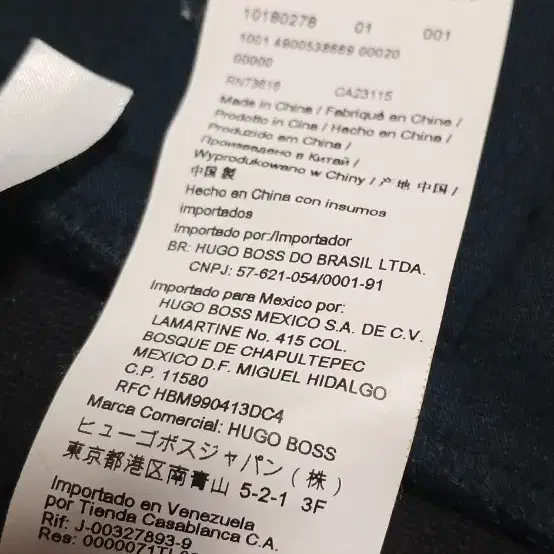 10180278 01 001
1001 4900538669 00020
00000
RN73616 CA23115
Made in China / Fabriqué en Chine /
Prodotto in Cina / Hecho en China /
Produzido em China /
Произведено в Китай /
Wyprodukowano w Chiny / 产地 中国 /
中国 製
Hecho en China con insumos
importados
Importado por:/Importador
BR: HUGO BOSS DO BRASIL LTDA.
CNPJ: 57-621-054/0001-91
Importado para Mexico por:
HUGO BOSS MEXICO S.A. DE C.V.
LAMARTINE No. 415 COL.
BOSQUE DE CHAPULTEPEC
MEXICO D.F. MIGUEL HIDALGO
C.P. 11580
RFC HBM990413DC4
Marca Comercial: HUGO BOSS
ヒューゴボスジャパン（株）
東京都港区南青山 5-2-1 3F
Importado en Venezuela
por Tienda Casablanca C.A.
Rif: J-00327893-9
Res: 0000071TL